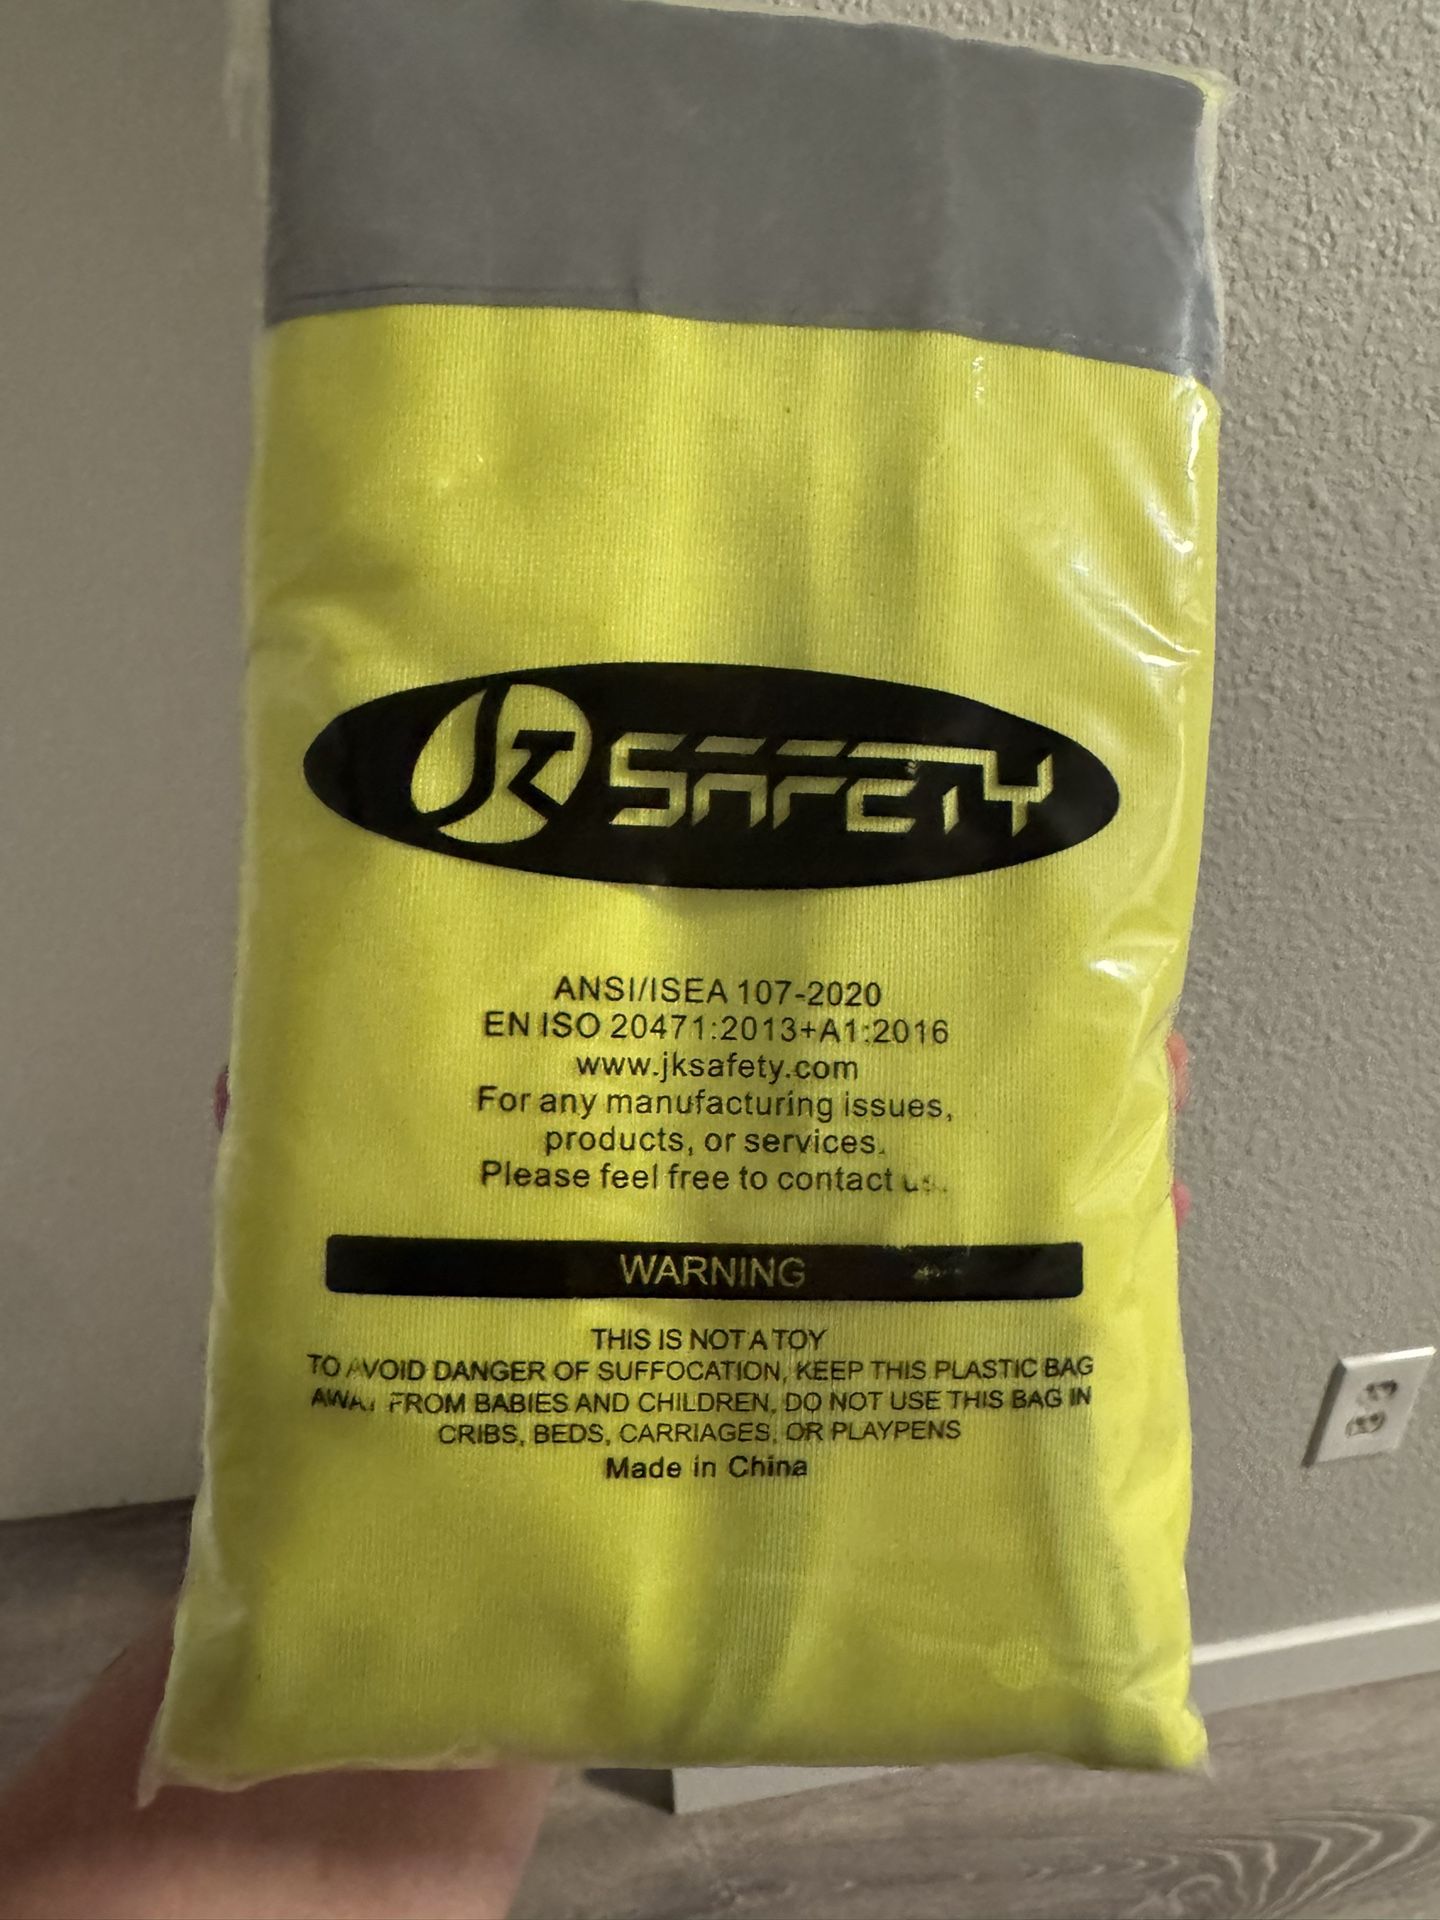 JK SAFETY
ANSI/ISEA 107-2020
EN ISO 20471:2013+A1:2016
www.jksafety.com
For any manufacturing issues,
products, or services.
Please feel free to contact us.
WARNING
THIS IS NOT A TOY
TO AVOID DANGER OF SUFFOCATION, KEEP THIS PLASTIC BAG
AWAY FROM BABIES AND CHILDREN, DO NOT USE THIS BAG IN
CRIBS, BEDS, CARRIAGES, OR PLAYPENS
Made in China